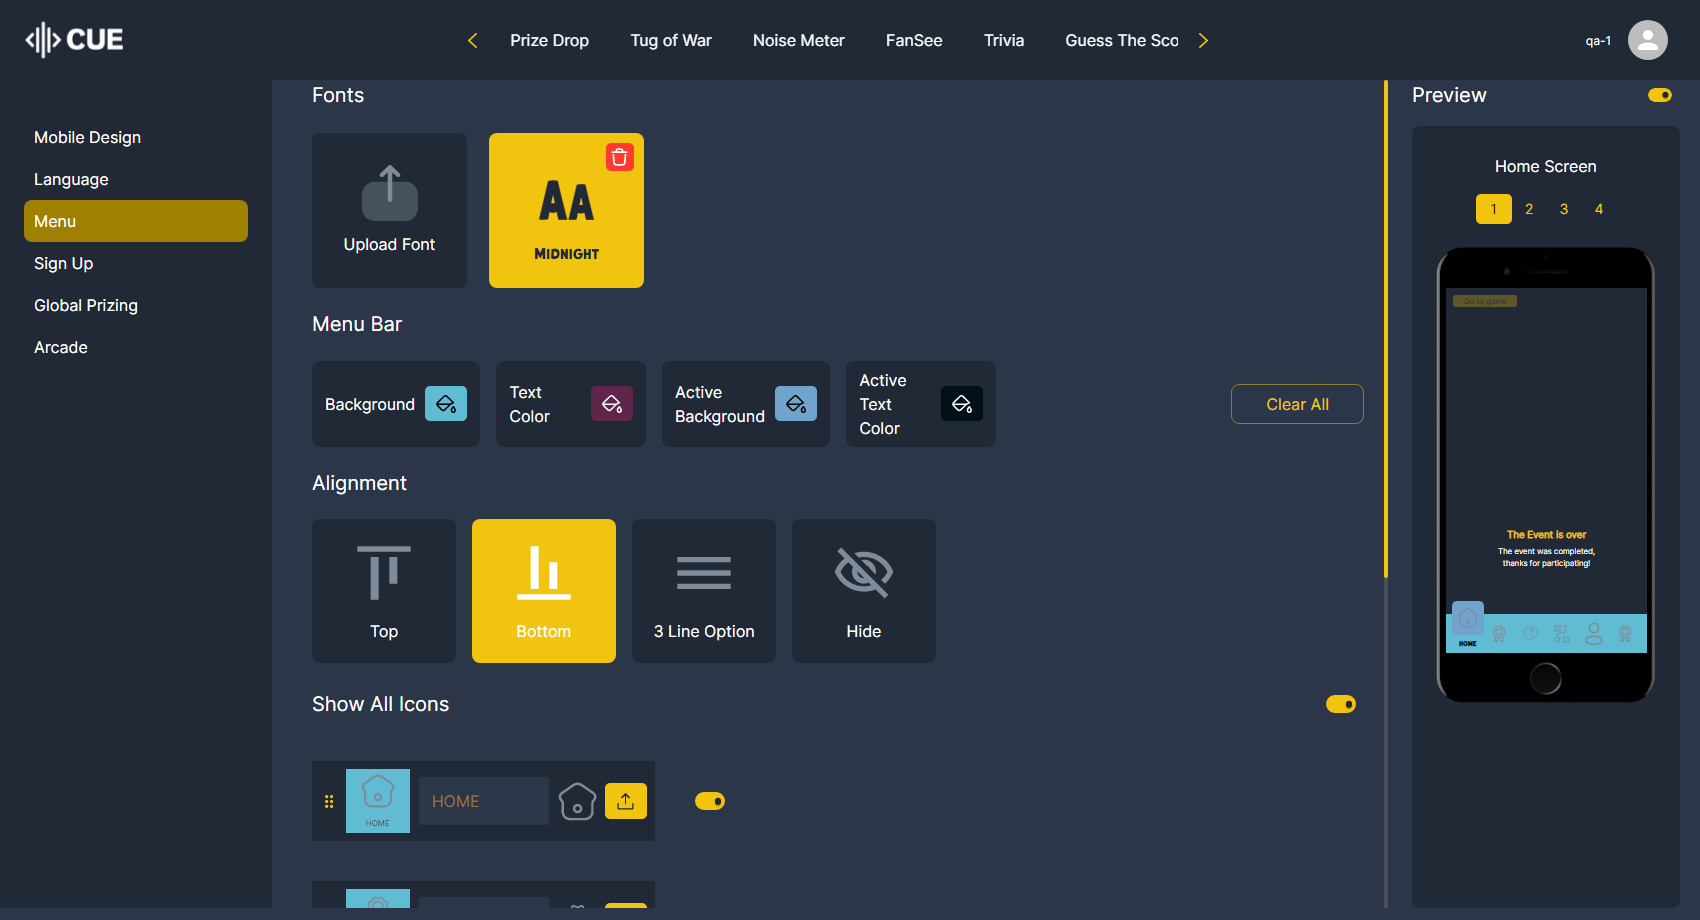 CUE
Prize Drop
Tug of War
Noise Meter
FanSee
Trivia
Guess The Sco
qa-1
Mobile Design
Language
Menu
Sign Up
Global Prizing
Arcade
Fonts
Upload Font
AA
MIDNIGHT
Menu Bar
Background
Text
Color
Active
Background
Active
Text
Color
Clear All
Alignment
Top
Bottom
3 Line Option
Hide
Show All Icons
HOME
HOME
Preview
Home Screen
1 2 3 4
Go to game
The Event is over
The event was completed,
thanks for participating!
HOME